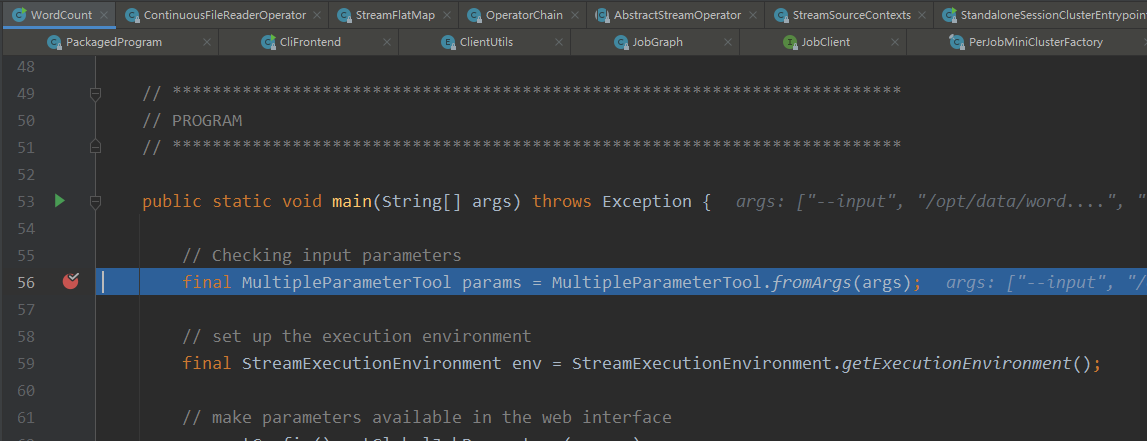 WordCount ContinuousFileReaderOperator StreamFlatMap OperatorChain AbstractStreamOperator StreamSourceContexts StandaloneSessionClusterEntrypoin
PackagedProgram CliFrontend ClientUtils JobGraph JobClient PerJobMiniClusterFactory
48
49 // *************************************************************************
50 // PROGRAM
51 // *************************************************************************
52
53 public static void main(String[] args) throws Exception { args: ["--input", "/opt/data/word....", "
54
55 // Checking input parameters
56 final MultipleParameterTool params = MultipleParameterTool.fromArgs(args); args: ["--input", "/
57
58 // set up the execution environment
59 final StreamExecutionEnvironment env = StreamExecutionEnvironment.getExecutionEnvironment();
60
61 // make parameters available in the web interface